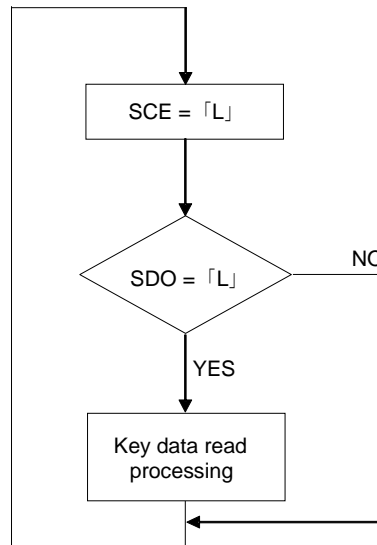 SCE = 「L」
SDO = 「L」
NO
YES
Key data read
processing